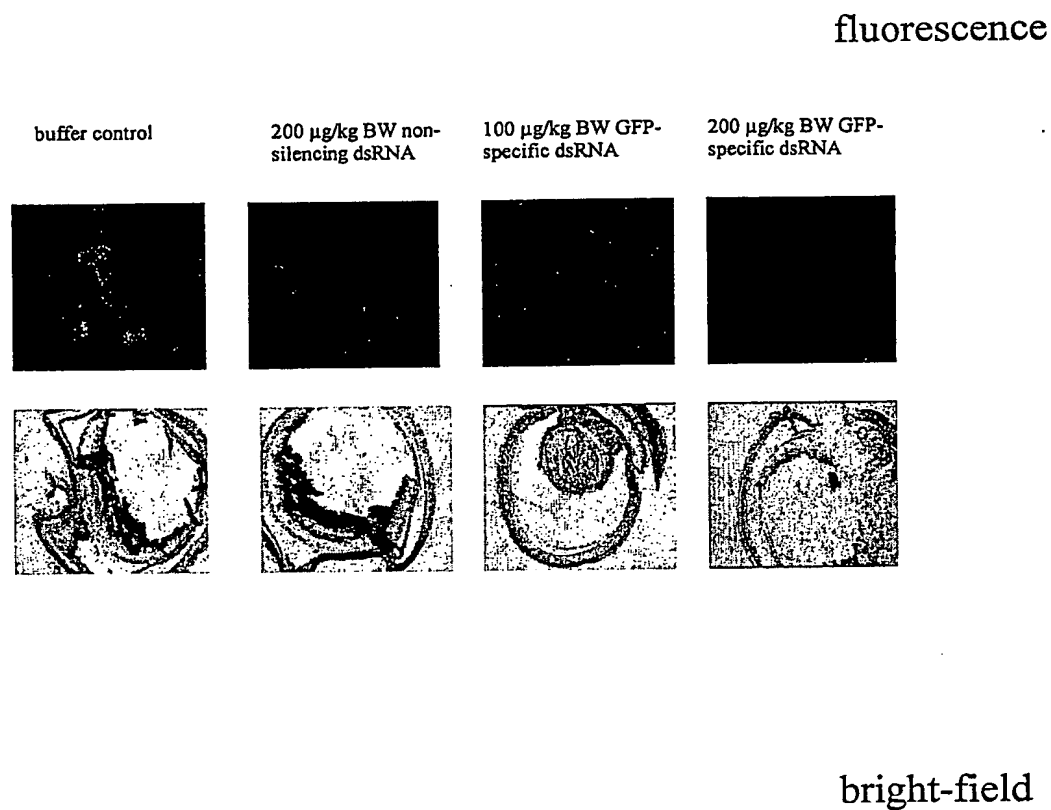 fluorescence
buffer control
200 µg/kg BW non-
silencing dsRNA
100 µg/kg BW GFP-
specific dsRNA
200 µg/kg BW GFP-
specific dsRNA
bright-field